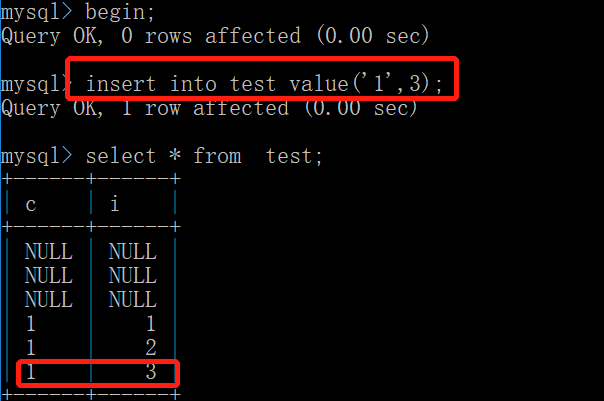 mysql> begin;
Query OK, 0 rows affected (0.00 sec)
mysql> insert into test value('1',3);
Query OK, 1 row affected (0.00 sec)
mysql> select * from  test;
+------+------+
| c    | i    |
+------+------+
| NULL | NULL |
| NULL | NULL |
| NULL | NULL |
| 1    |    1 |
| 1    |    2 |
| 1    |    3 |
+------+------+